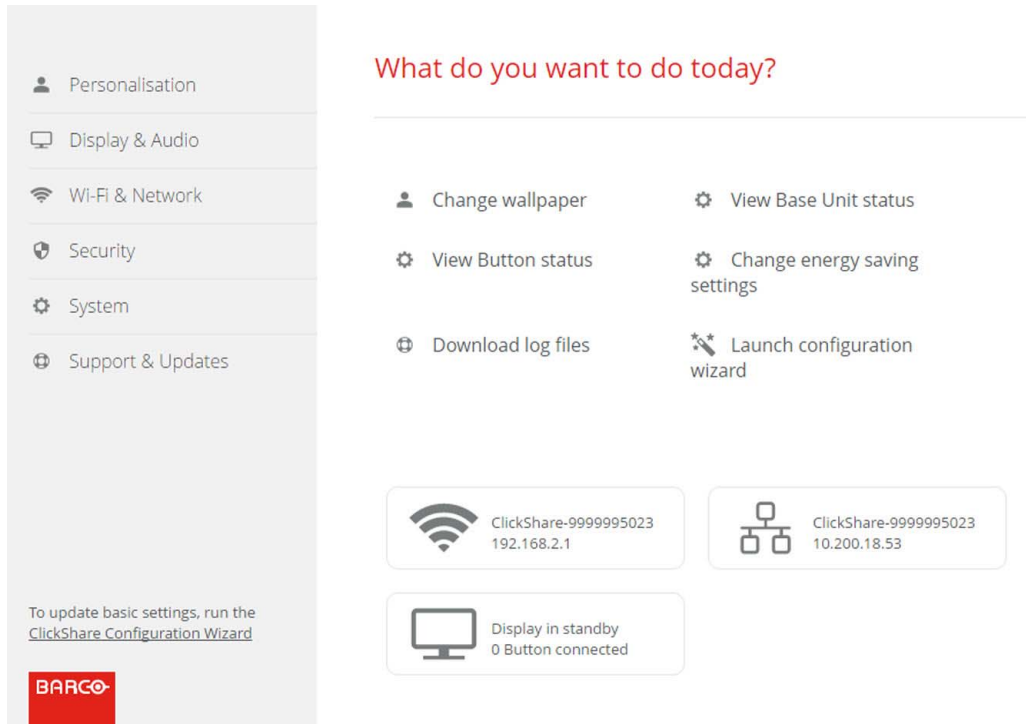 Personalisation
Display & Audio
Wi-Fi & Network
Security
System
Support & Updates
To update basic settings, run the
ClickShare Configuration Wizard
BARCO
What do you want to do today?
Change wallpaper
View Base Unit status
View Button status
Change energy saving
settings
Download log files
Launch configuration
wizard
ClickShare-9999995023
192.168.2.1
ClickShare-9999995023
10.200.18.53
Display in standby
0 Button connected